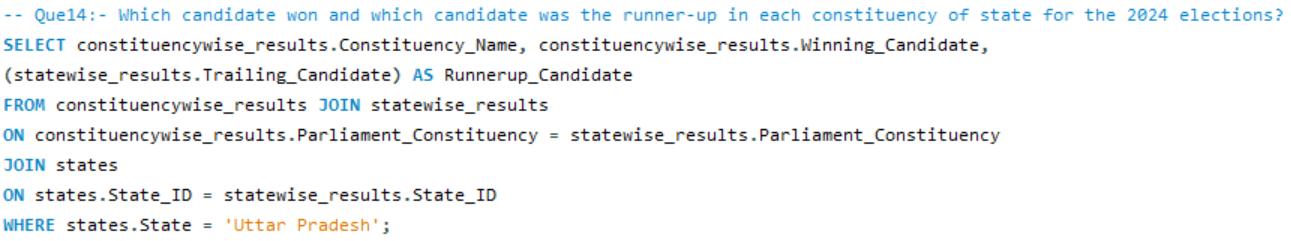 -- Que14:- Which candidate won and which candidate was the runner-up in each constituency of state for the 2024 elections?
SELECT constituencywise_results.Constituency_Name, constituencywise_results.Winning_Candidate,
(statewise_results.Trailing_Candidate) AS Runnerup_Candidate
FROM constituencywise_results JOIN statewise_results
ON constituencywise_results.Parliament_Constituency = statewise_results.Parliament_Constituency
JOIN states
ON states.State_ID = statewise_results.State_ID
WHERE states.State = 'Uttar Pradesh';